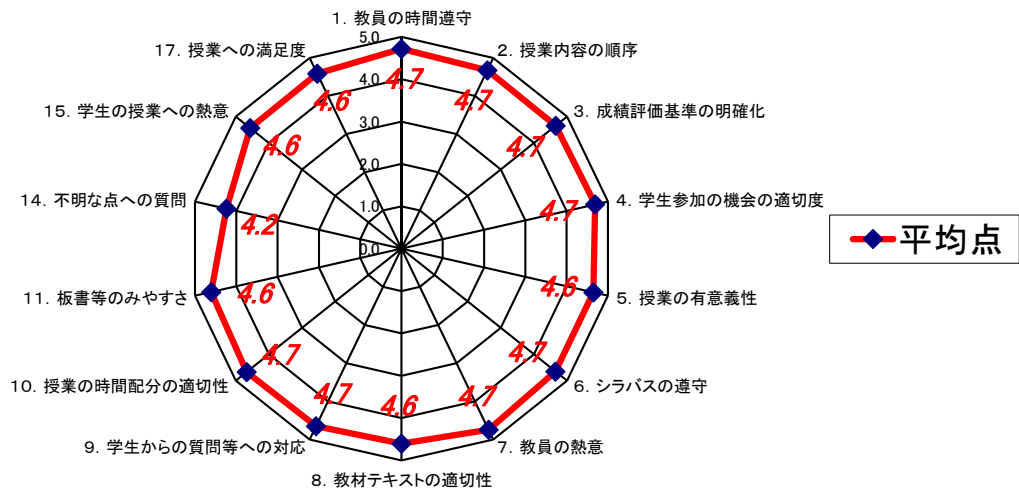 1. 教員の時間遵守
5.0
17. 授業への満足度
2. 授業内容の順序
4.0
4.7
4.6
4.7
15. 学生の授業への熱意
3. 成績評価基準の明確化
3.0
4.6
4.7
2.0
14. 不明な点への質問
4. 学生参加の機会の適切度
1.0
4.2
4.7
0.0
平均点
11. 板書等のみやすさ
4.6
4.6
5. 授業の有意義性
4.7
4.7
10. 授業の時間配分の適切性
6. シラバスの遵守
4.7
4.6
4.7
9. 学生からの質問等への対応
7. 教員の熱意
8. 教材テキストの適切性